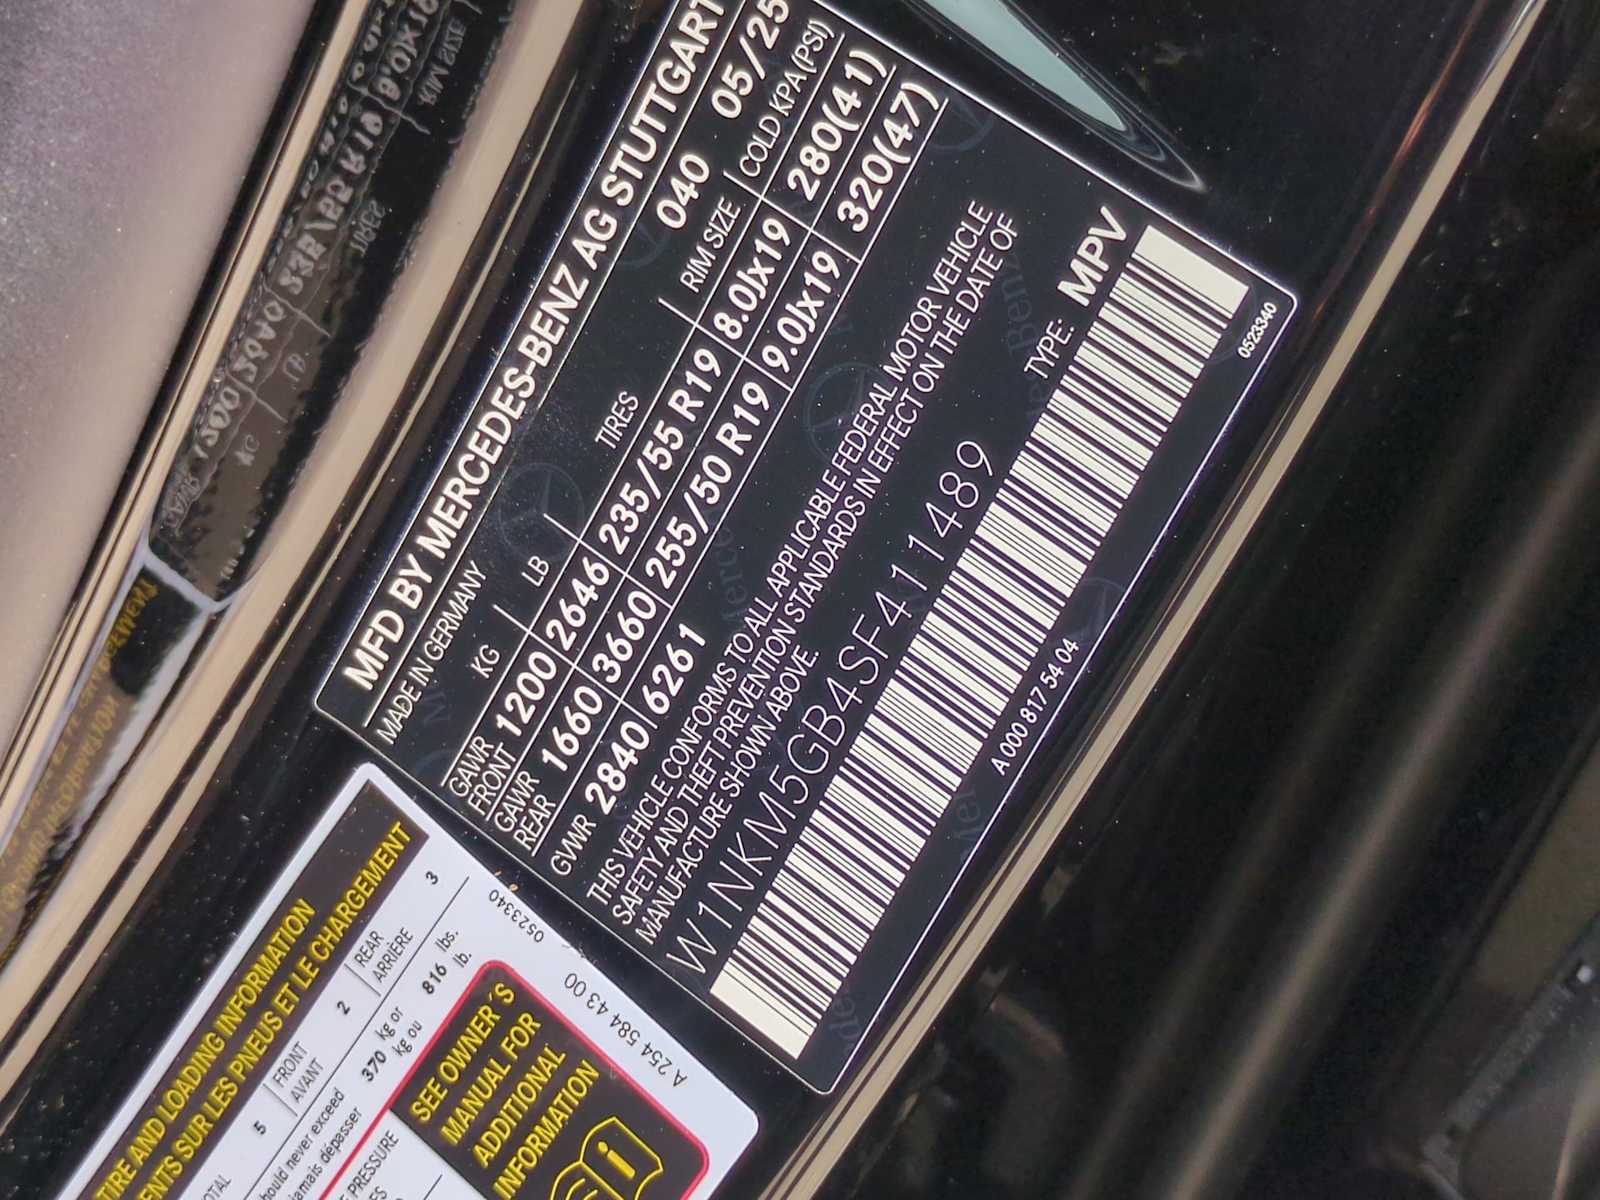 MFD BY MERCEDES-BENZ AG STUTTGART
MADE IN GERMANY 040 05/25
KG LB TIRES RIM SIZE COLD KPA(PSI)
GAWR FRONT 1200 2646 235/55 R19 8.0Jx19 280(41)
GAWR REAR 1660 3660 255/50 R19 9.0Jx19 320(47)
GVWR 2840 6261
THIS VEHICLE CONFORMS TO ALL APPLICABLE FEDERAL MOTOR VEHICLE
SAFETY AND THEFT PREVENTION STANDARDS IN EFFECT ON THE DATE OF
MANUFACTURE SHOWN ABOVE.
W1NKM5GB4SF411489 TYPE: MPV
A 000 817 54 04 0523340
TIRE AND LOADING INFORMATION
SUR LES PNEUS ET LE CHARGEMENT
5 FRONT 2 REAR 3
AVANT ARRIÈRE
should never exceed 370 kg or 816 lbs.
jamais dépasser kg ou lb.
0523340
PRESSURE
SEE OWNER´S
MANUAL FOR
ADDITIONAL
INFORMATION
A 254 584 43 00